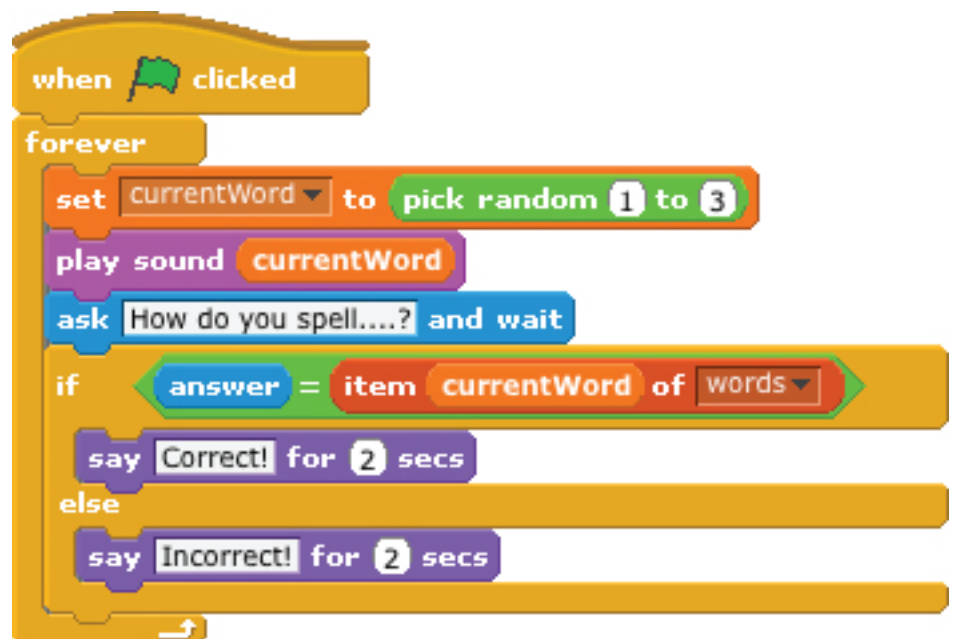 when clicked
forever
set currentWord to pick random 1 to 3
play sound currentWord
ask How do you spell....? and wait
if answer = item currentWord of words
say Correct! for 2 secs
else
say Incorrect! for 2 secs